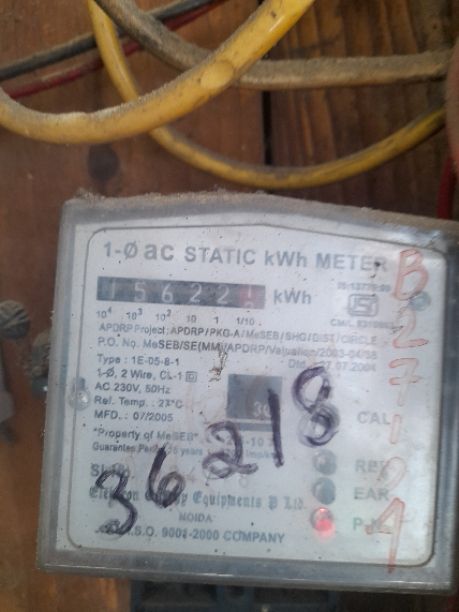 1-Ø ac STATIC kWh METER
15622 kWh
10⁴ 10³ 10² 10 1 1/10
APDRP Project: APDRP/PKG-A/MeSEB/SHG/DIST/CIRCLE
P.O. No. MeSEB/SE(MM)/APDRP/Valuation/2003-04/38
Type : 1E-05-8-1
1-Ø, 2 Wire, CL-1
AC 230V, 50Hz
Ref. Temp. : 27°C
MFD. : 07/2005
CAL
"Property of MeSEB"
REV
EAR
Equipments P Ltd.
NOIDA
I.S.O. 9001-2000 COMPANY
36218